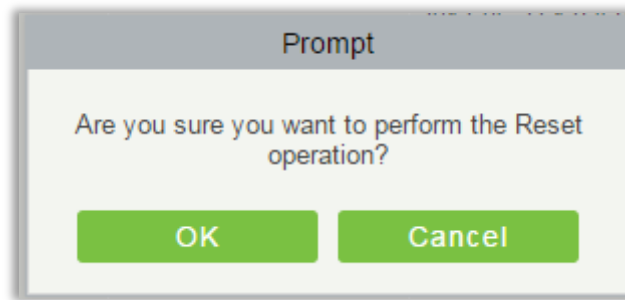 Prompt
Are you sure you want to perform the Reset
operation?
OK Cancel